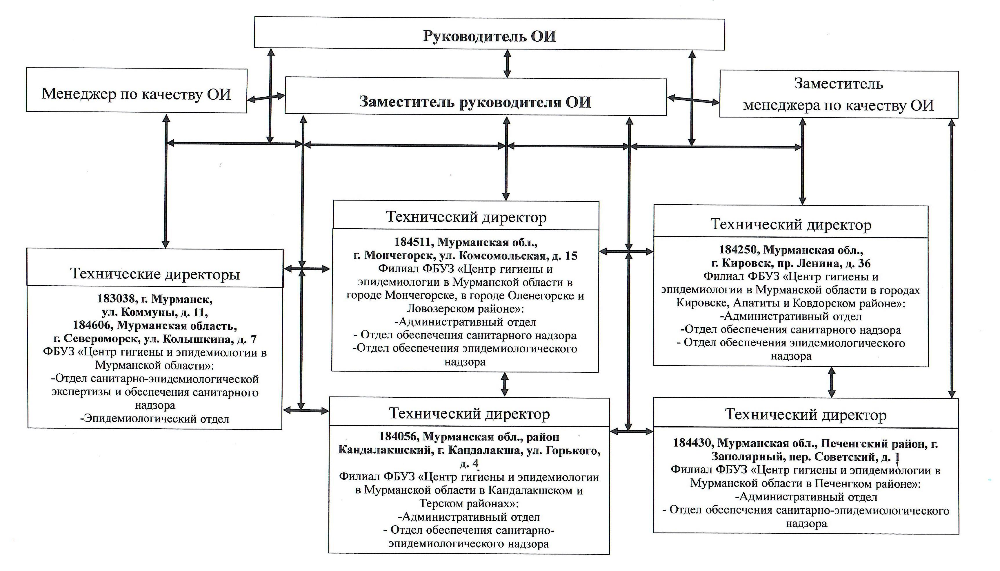 Руководитель ОИ
Менеджер по качеству ОИ
Заместитель руководителя ОИ
Заместитель
менеджера по качеству ОИ
Технические директоры
183038, г. Мурманск,
ул. Коммуны, д. 11,
184606, Мурманская область,
г. Североморск, ул. Колышкина, д. 7
ФБУЗ «Центр гигиены и эпидемиологии в
Мурманской области»:
-Отдел санитарно-эпидемиологической
экспертизы и обеспечения санитарного
надзора
-Эпидемиологический отдел
Технический директор
184511, Мурманская обл.,
г. Мончегорск, ул. Комсомольская, д. 15
Филиал ФБУЗ «Центр гигиены и
эпидемиологии в Мурманской области в
городе Мончегорске, в городе Оленегорске и
Ловозерском районе»:
-Административный отдел
- Отдел обеспечения санитарного надзора
-Отдел обеспечения эпидемиологического
надзора
Технический директор
184250, Мурманская обл.,
г. Кировск, пр. Ленина, д. 36
Филиал ФБУЗ «Центр гигиены и
эпидемиологии в Мурманской области в городах
Кировске, Апатиты и Ковдорском районе»:
-Административный отдел
-Отдел обеспечения санитарного надзора
- Отдел обеспечения эпидемиологического
надзора
Технический директор
184056, Мурманская обл., район
Кандалакшский, г. Кандалакша, ул. Горького,
д. 4
Филиал ФБУЗ «Центр гигиены и эпидемиологии
в Мурманской области в Кандалакшском и
Терском районах»:
-Административный отдел
- Отдел обеспечения санитарно-
эпидемиологического надзора
Технический директор
184430, Мурманская обл., Печенгский район, г.
Заполярный, пер. Советский, д. 1
Филиал ФБУЗ «Центр гигиены и эпидемиологии в
Мурманской области в Печенгком районе»:
-Административный отдел
- Отдел обеспечения санитарно-эпидемиологического
надзора